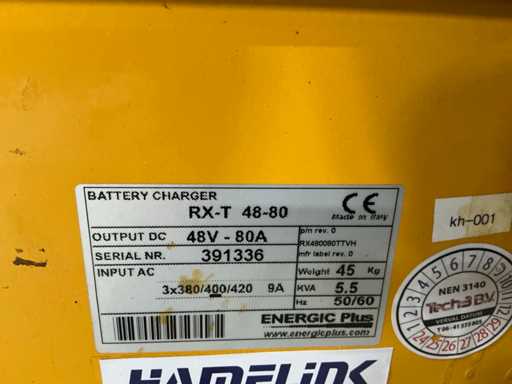 BATTERY CHARGER
RX-T 48-80
CE
Made in Italy
OUTPUT DC 48V - 80A
p/n rev. 0
RX480080TTVH
SERIAL NR. 391336
mfr label rev. 0
INPUT AC
Weight 45 Kg
3x380/400/420 9A
KVA 5.5
Hz 50/60
ENERGIC Plus
www.energicplus.com
kh-001
NEN 3140
Tech3 B.V.
HAMELINK